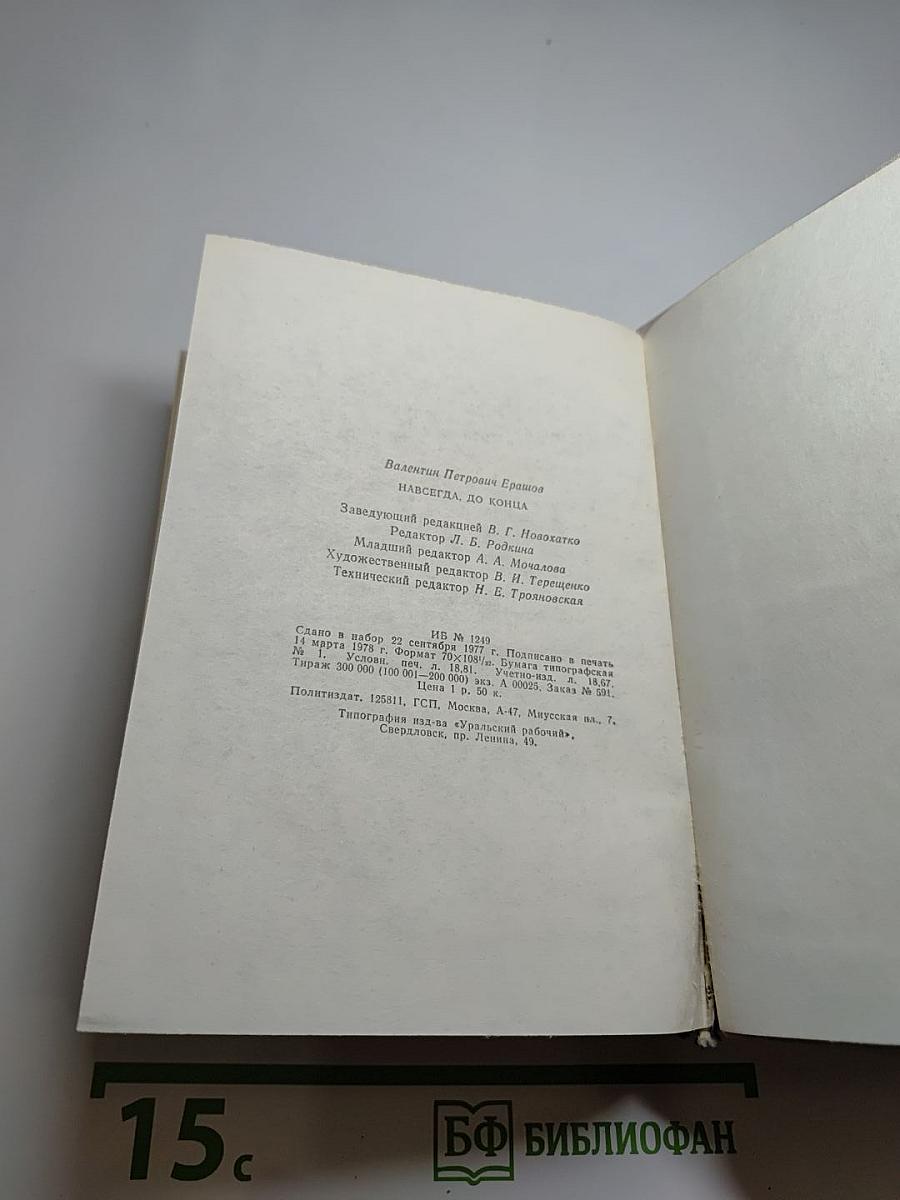 Валентин Петрович Ерашов
НАВСЕГДА, ДО КОНЦА
Заведующий редакцией В. Г. Новохатко
Редактор Л. Б. Родкина
Младший редактор А. А. Мочалова
Художественный редактор В. И. Терещенко
Технический редактор Н. Е. Трояновская
ИБ № 1249
Сдано в набор 22 сентября 1977 г. Подписано в печать
14 марта 1978 г. Формат 70×108¹/₃₂. Бумага типографская
№ 1. Условн. печ. л. 18,81. Учетно-изд. л. 18,67.
Тираж 300 000 (100 001—200 000) экз. А 00025. Заказ № 591.
Цена 1 р. 50 к.
Политиздат. 125811, ГСП, Москва, А-47, Миусская пл., 7.
Типография изд-ва «Уральский рабочий»,
Свердловск, пр. Ленина, 49.
15 с
БФ БИБЛИОФАН